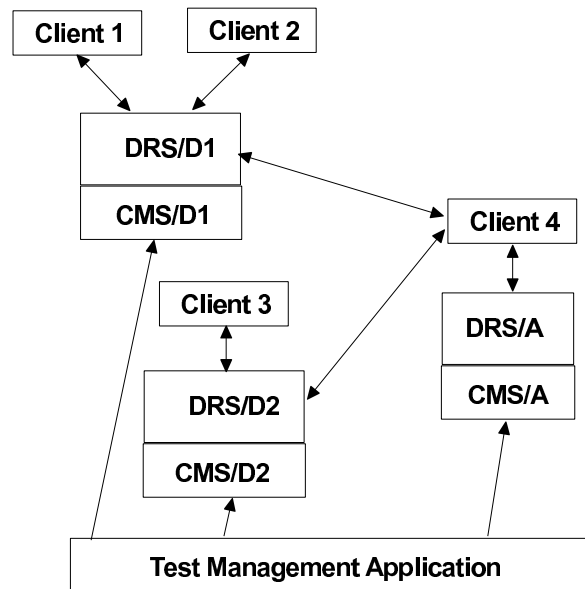 Client 1
Client 2
DRS/D1
CMS/D1
Client 4
Client 3
DRS/A
CMS/A
DRS/D2
CMS/D2
Test Management Application